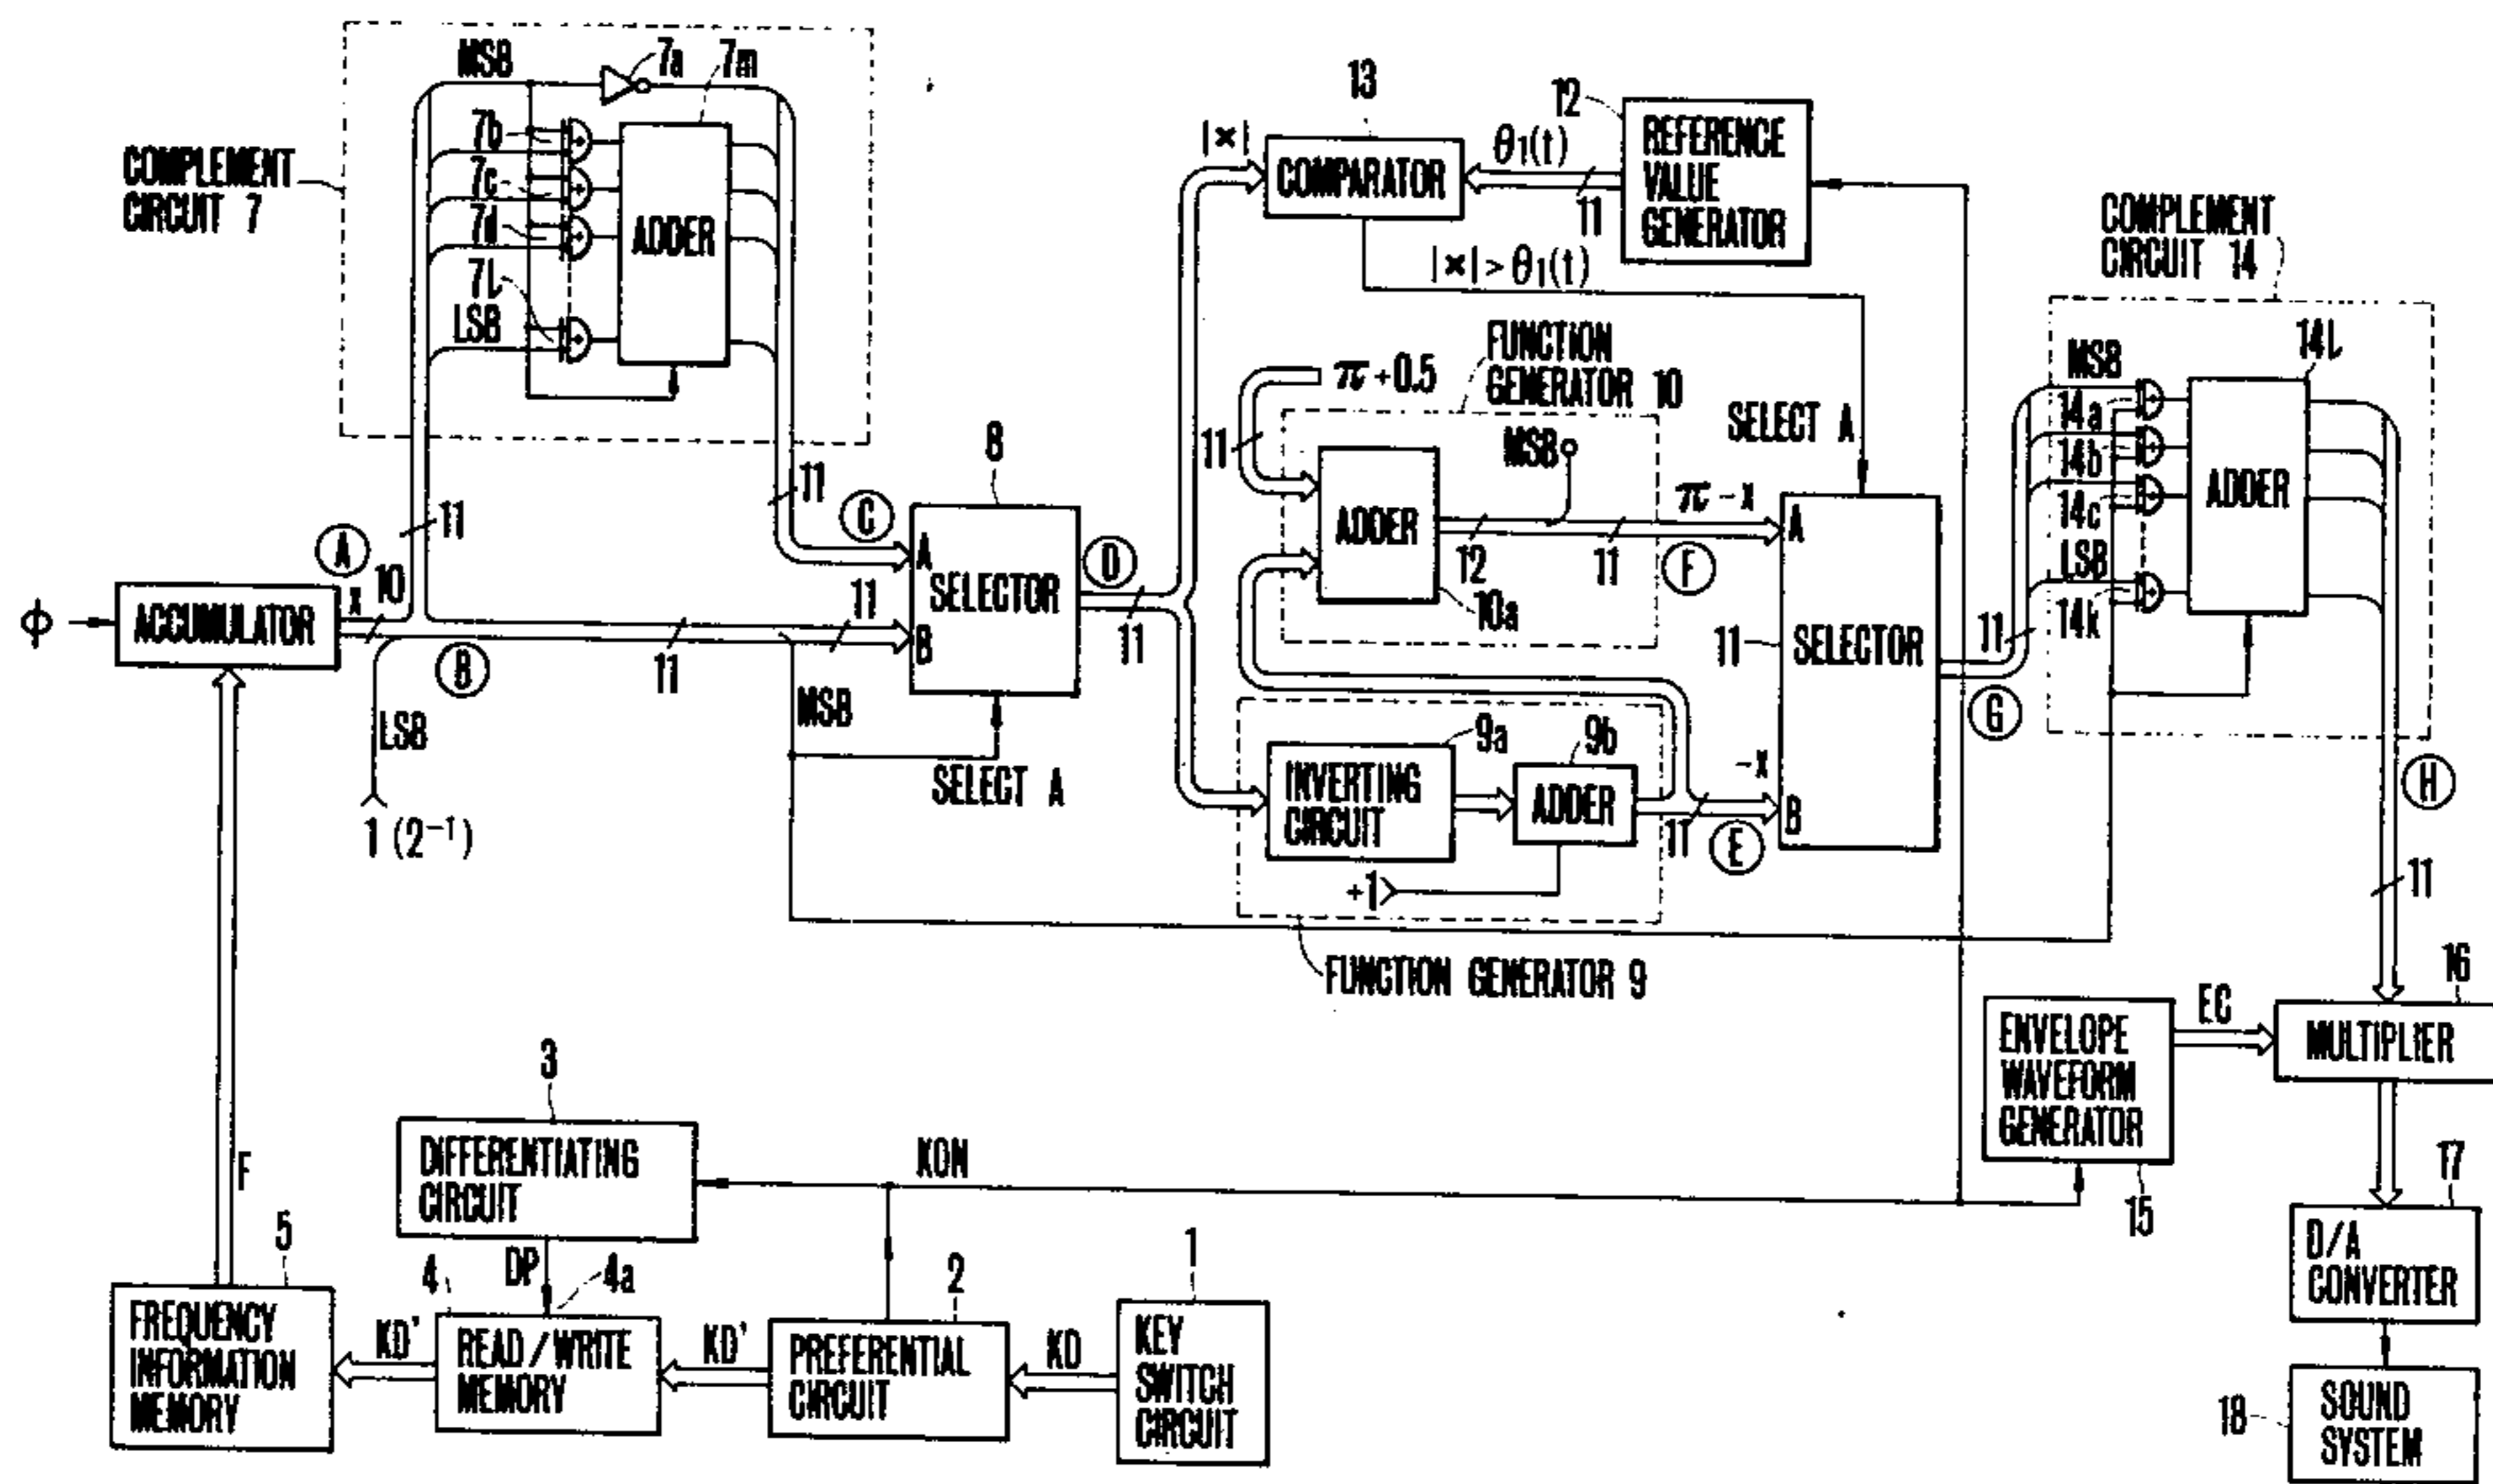 MSB
7a
7m
7b
7c
7d
7l
LSB
ADDER
COMPLEMENT
CIRCUIT 7
13
12
|x|
COMPARATOR
θ1(t)
11
REFERENCE
VALUE
GENERATOR
|x|>θ1(t)
COMPLEMENT
CIRCUIT 14
FUNCTION
GENERATOR 10
π+0.5
11
SELECT A
MSB
ADDER
10a
12
11
π-x
F
MSB
14a
14b
14c
LSB
14k
14l
ADDER
11
11
C
8
A
SELECTOR
B
D
11
A
10
x
ϕ
ACCUMULATOR
B
11
11
LSB
1 (2⁻¹)
MSB
SELECT A
A
11
SELECTOR
B
11
G
H
11
9a
9b
INVERTING
CIRCUIT
ADDER
-x
11
E
+1
FUNCTION GENERATOR 9
16
EC
ENVELOPE
WAVEFORM
GENERATOR
15
MULTIPLIER
17
D/A
CONVERTER
18
SOUND
SYSTEM
3
DIFFERENTIATING
CIRCUIT
KON
F
DP
5
FREQUENCY
INFORMATION
MEMORY
KD'
4
4a
READ/WRITE
MEMORY
KD'
2
PREFERENTIAL
CIRCUIT
KD
1
KEY
SWITCH
CIRCUIT